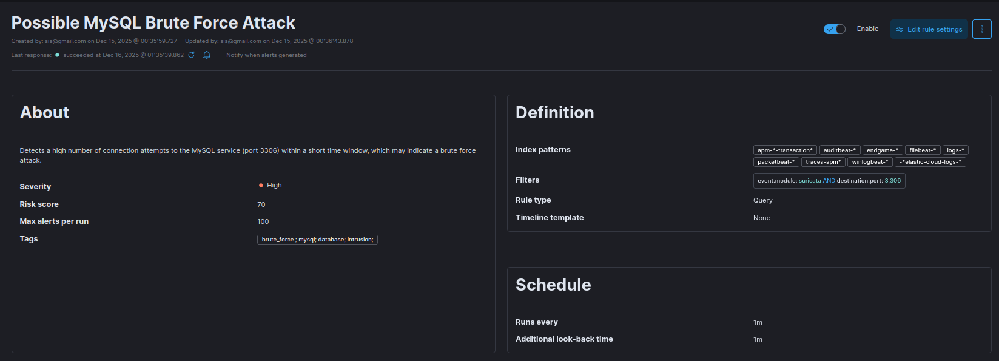 Possible MySQL Brute Force Attack
Created by: sis@gmail.com on Dec 15, 2025 @ 00:35:59.727 Updated by: sis@gmail.com on Dec 15, 2025 @ 00:36:43.878
Last response: succeeded at Dec 16, 2025 @ 01:35:39.862 Notify when alerts generated
Enable Edit rule settings
About
Detects a high number of connection attempts to the MySQL service (port 3306) within a short time window, which may indicate a brute force
attack.
Severity High
Risk score 70
Max alerts per run 100
Tags brute_force ; mysql; database; intrusion;
Definition
Index patterns apm-*-transaction* auditbeat-* endgame-* filebeat-* logs-*
packetbeat-* traces-apm* winlogbeat-* -*elastic-cloud-logs-*
Filters event.module: suricata AND destination.port: 3,306
Rule type Query
Timeline template None
Schedule
Runs every 1m
Additional look-back time 1m